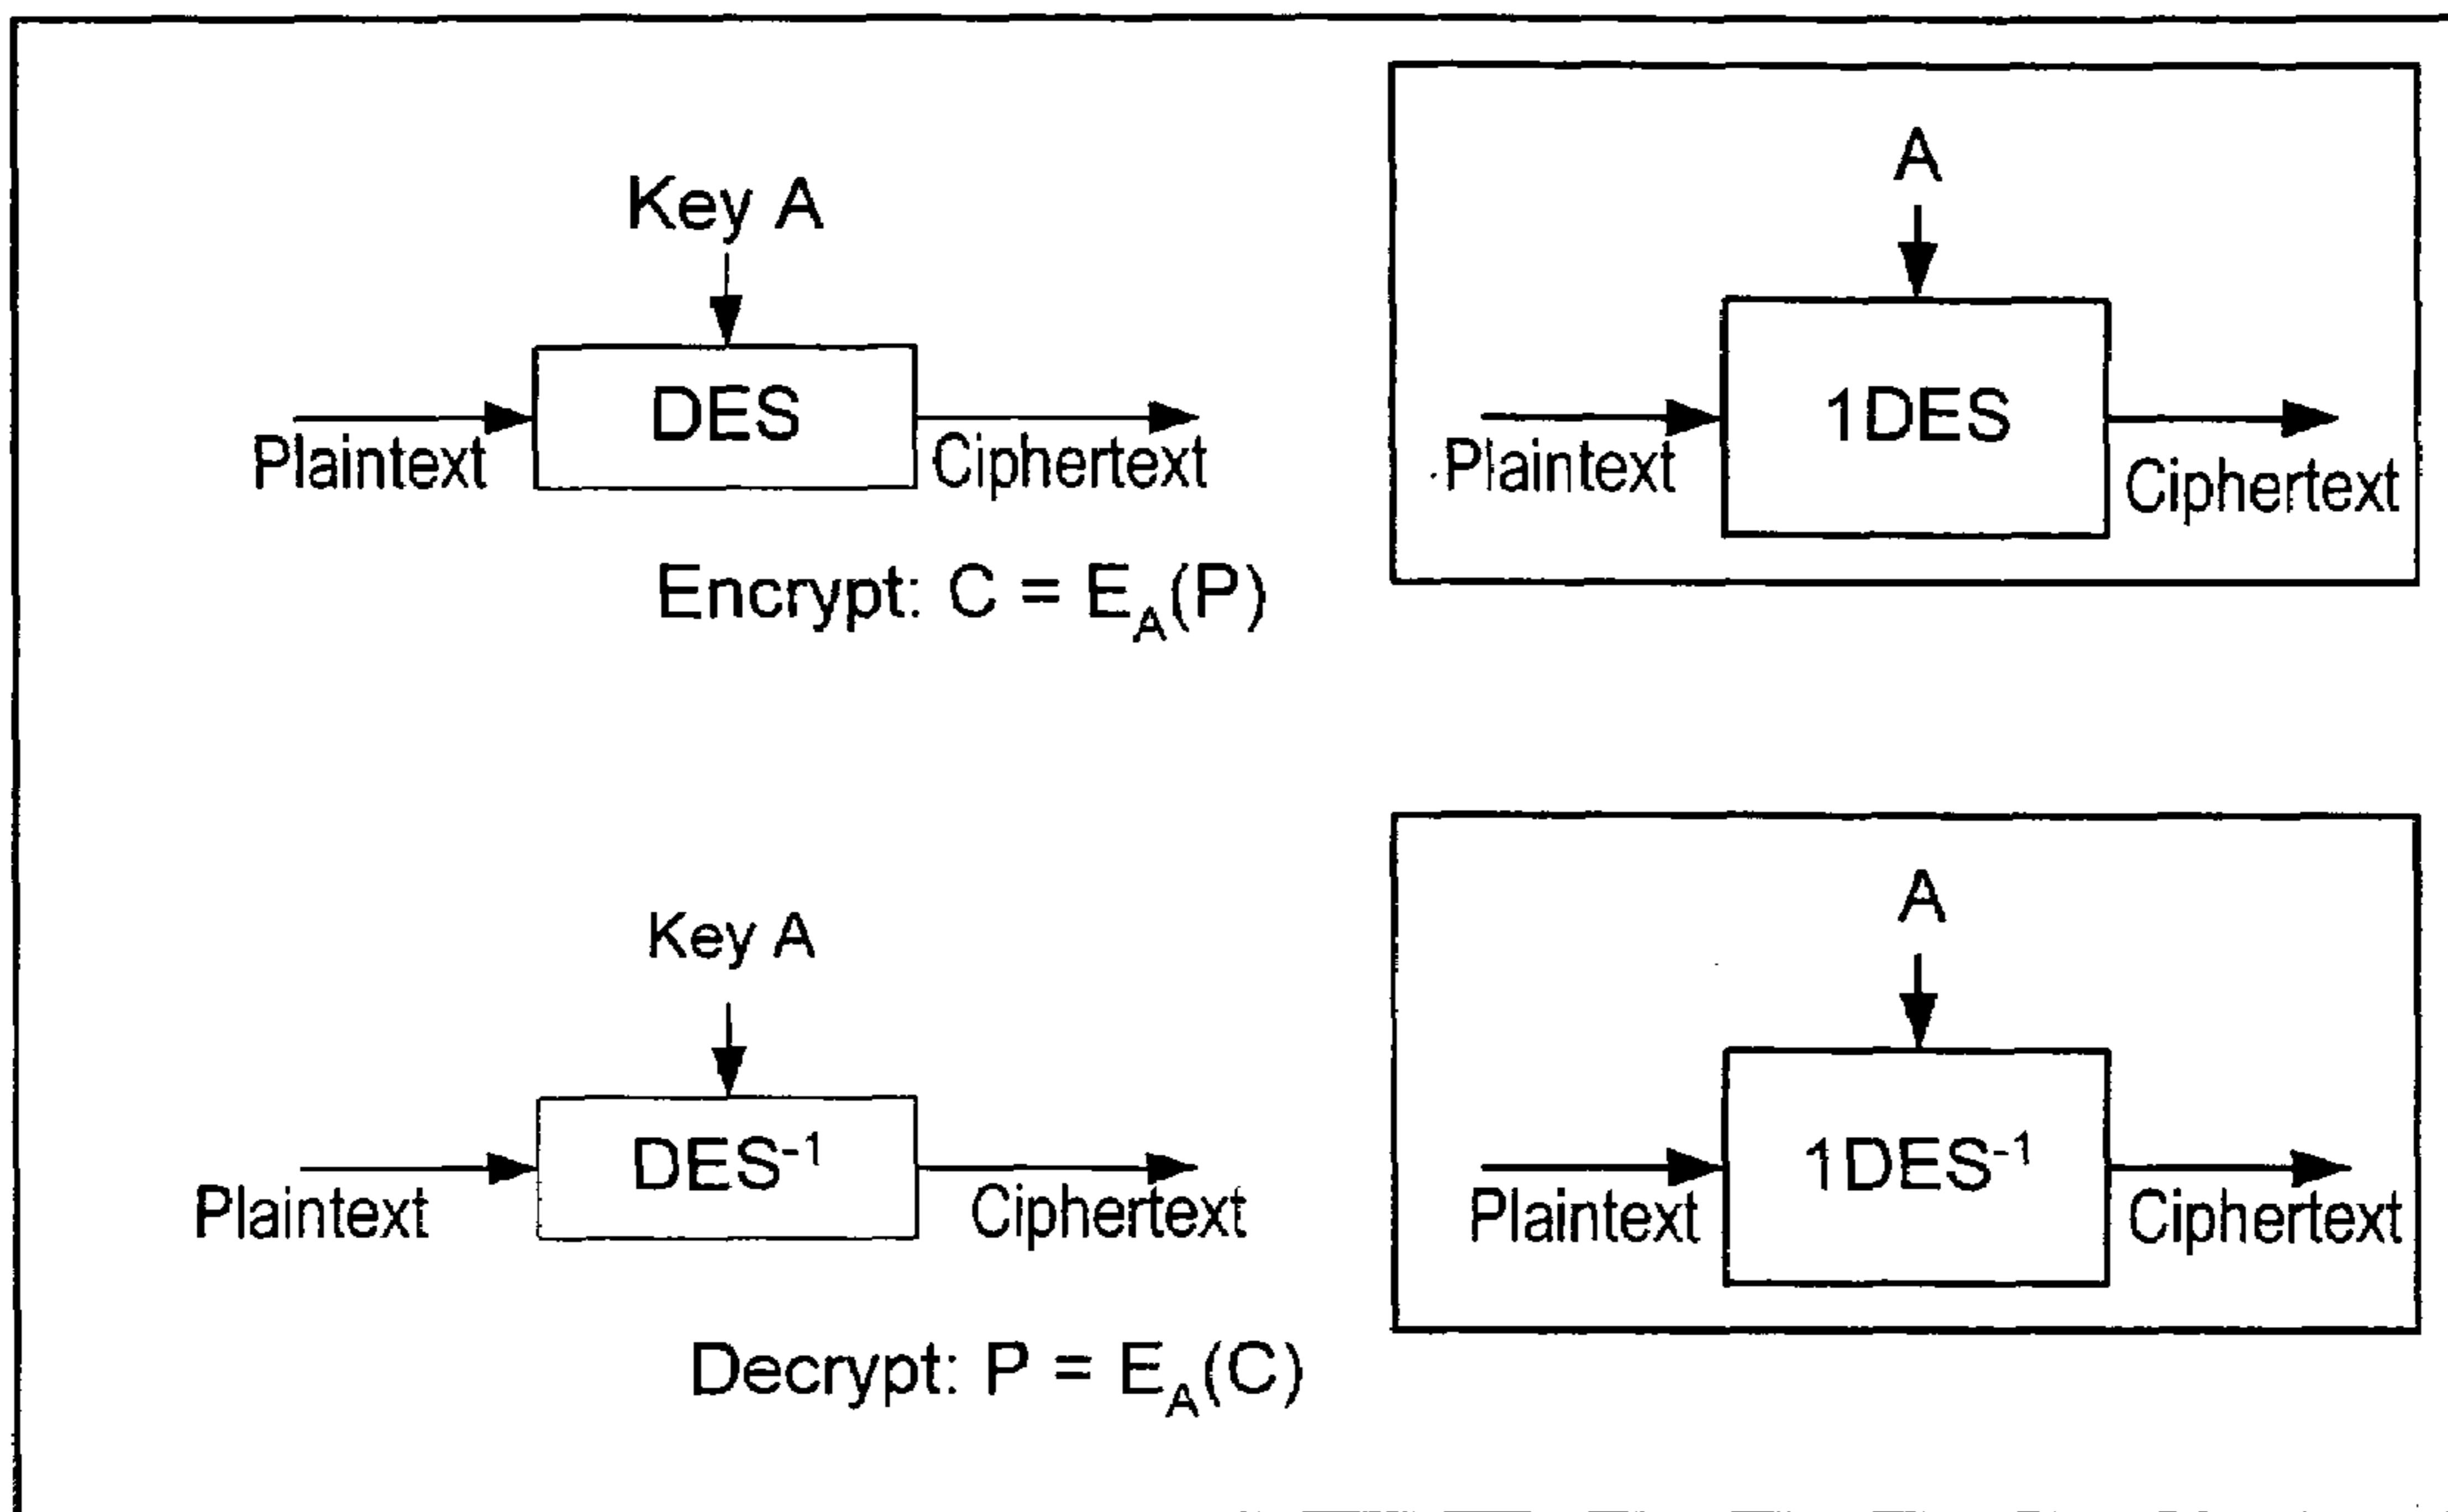 Key A
DES
Plaintext
Ciphertext
Encrypt: C = E_A(P)
A
1DES
Plaintext
Ciphertext
Key A
DES⁻¹
Plaintext
Ciphertext
Decrypt: P = E_A(C)
A
1DES⁻¹
Plaintext
Ciphertext